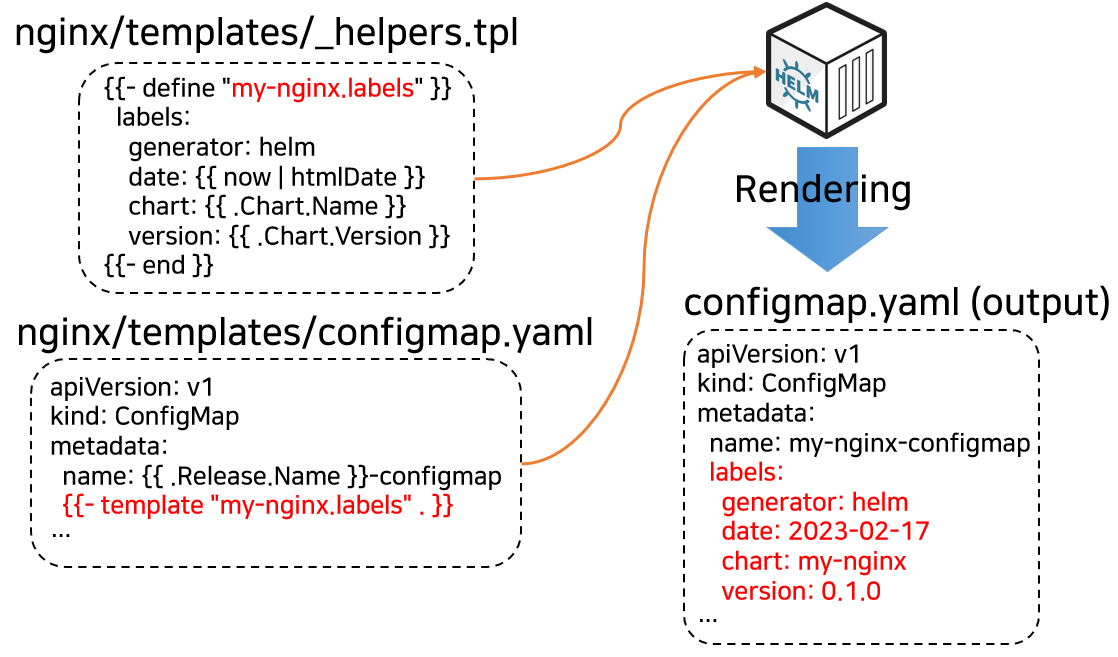 nginx/templates/_helpers.tpl
{{- define "my-nginx.labels" }}
labels:
generator: helm
date: {{ now | htmlDate }}
chart: {{ .Chart.Name }}
version: {{ .Chart.Version }}
{{- end }}
nginx/templates/configmap.yaml
apiVersion: v1
kind: ConfigMap
metadata:
name: {{ .Release.Name }}-configmap
{{- template "my-nginx.labels" . }}
...
HELM
Rendering
configmap.yaml (output)
apiVersion: v1
kind: ConfigMap
metadata:
name: my-nginx-configmap
labels:
generator: helm
date: 2023-02-17
chart: my-nginx
version: 0.1.0
...